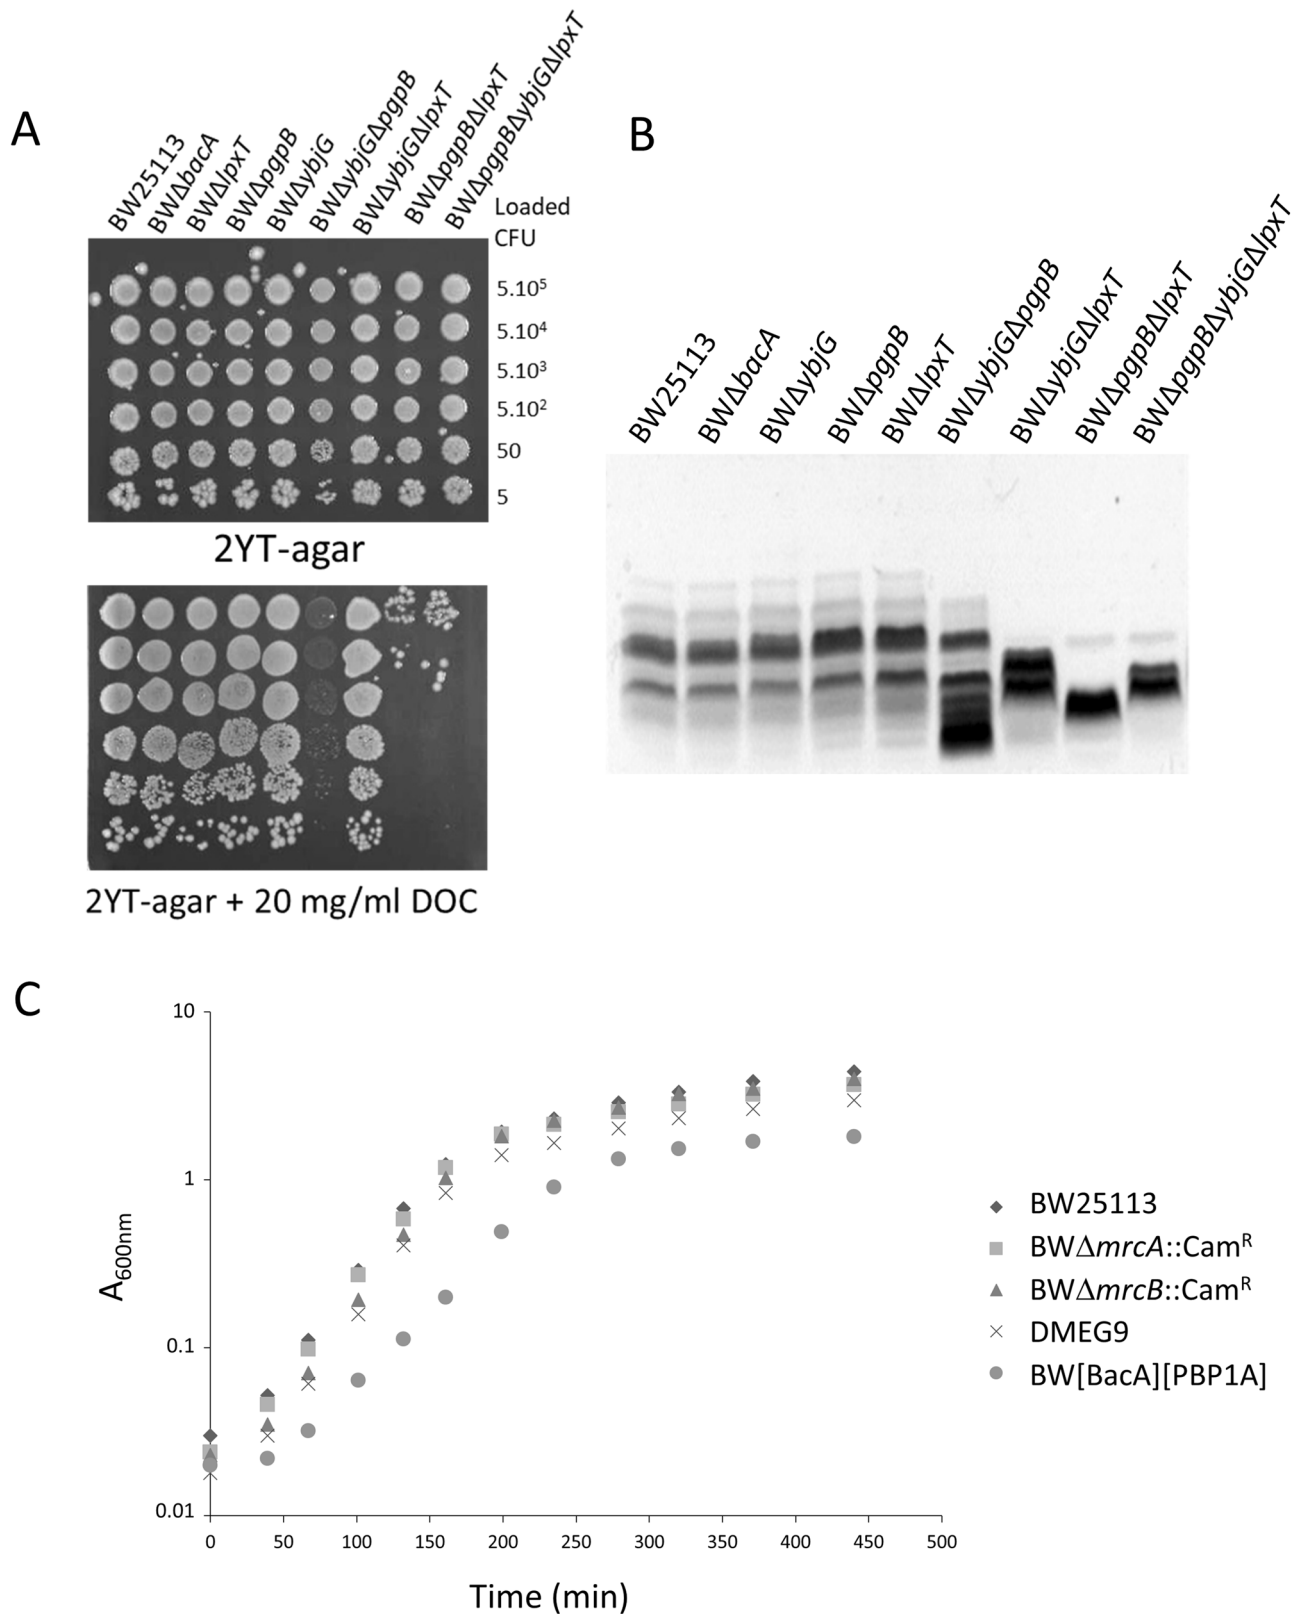 A
BW25113
BWΔbacA
BWΔlpxT
BWΔpgpB
BWΔybjG
BWΔybjGΔpgpB
BWΔybjGΔlpxT
BWΔpgpBΔlpxT
BWΔpgpBΔybjGΔlpxT
Loaded
CFU
5.10⁵
5.10⁴
5.10³
5.10²
50
5
2YT-agar
2YT-agar + 20 mg/ml DOC
B
BW25113
BWΔbacA
BWΔybjG
BWΔpgpB
BWΔlpxT
BWΔybjGΔpgpB
BWΔybjGΔlpxT
BWΔpgpBΔlpxT
BWΔpgpBΔybjGΔlpxT
C
10
1
0.1
0.01
A600nm
0 50 100 150 200 250 300 350 400 450 500
Time (min)
BW25113
BWΔmrcA::Camᴿ
BWΔmrcB::Camᴿ
DMEG9
BW[BacA][PBP1A]